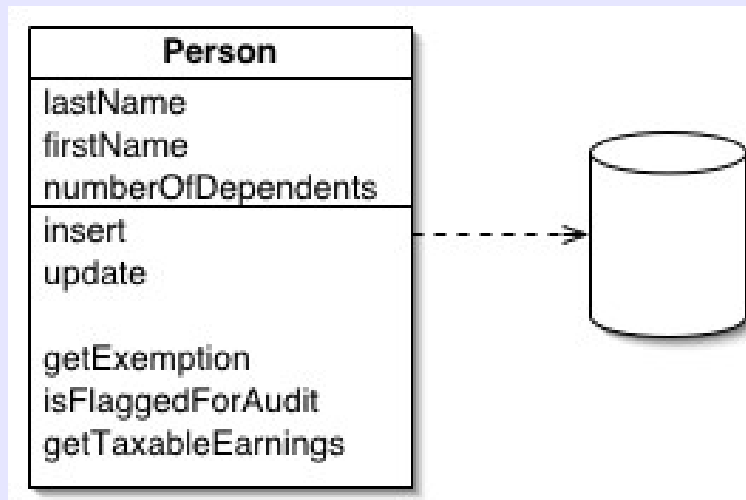 Person
lastName
firstName
numberOfDependents
insert
update
getExemption
isFlaggedForAudit
getTaxableEarnings